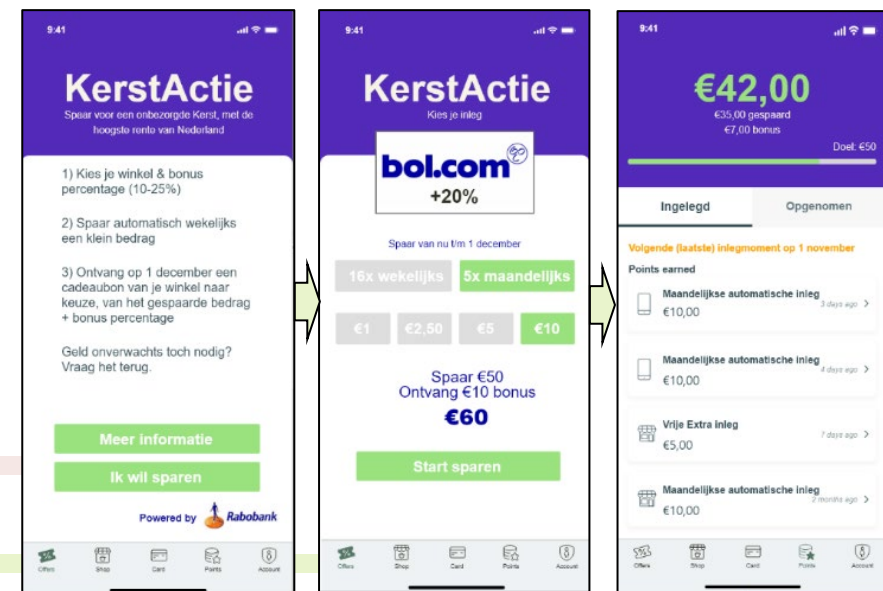 9:41
KerstActie
Spaar voor een onbezorgde Kerst, met de
hoogste rente van Nederland
1) Kies je winkel & bonus
percentage (10-25%)
2) Spaar automatisch wekelijks
een klein bedrag
3) Ontvang op 1 december een
cadeaubon van je winkel naar
keuze, van het gespaarde bedrag
+ bonus percentage
Geld onverwachts toch nodig?
Vraag het terug.
Meer informatie
Ik wil sparen
Powered by Rabobank
Offers Shop Card Points Account
9:41
KerstActie
Kies je inleg
bol.com
+20%
Spaar van nu t/m 1 december
16x wekelijks 5x maandelijks
€1 €2,50 €5 €10
Spaar €50
Ontvang €10 bonus
€60
Start sparen
Offers Shop Card Points Account
9:41
€42,00
€35,00 gespaard
€7,00 bonus
Doel: €50
Ingelegd Opgenomen
Volgende (laatste) inlegmoment op 1 november
Points earned
Maandelijkse automatische inleg
€10,00
3 days ago
Maandelijkse automatische inleg
€10,00
4 days ago
Vrije Extra inleg
€5,00
7 days ago
Maandelijkse automatische inleg
€10,00
2 months ago
Offers Shop Card Points Account